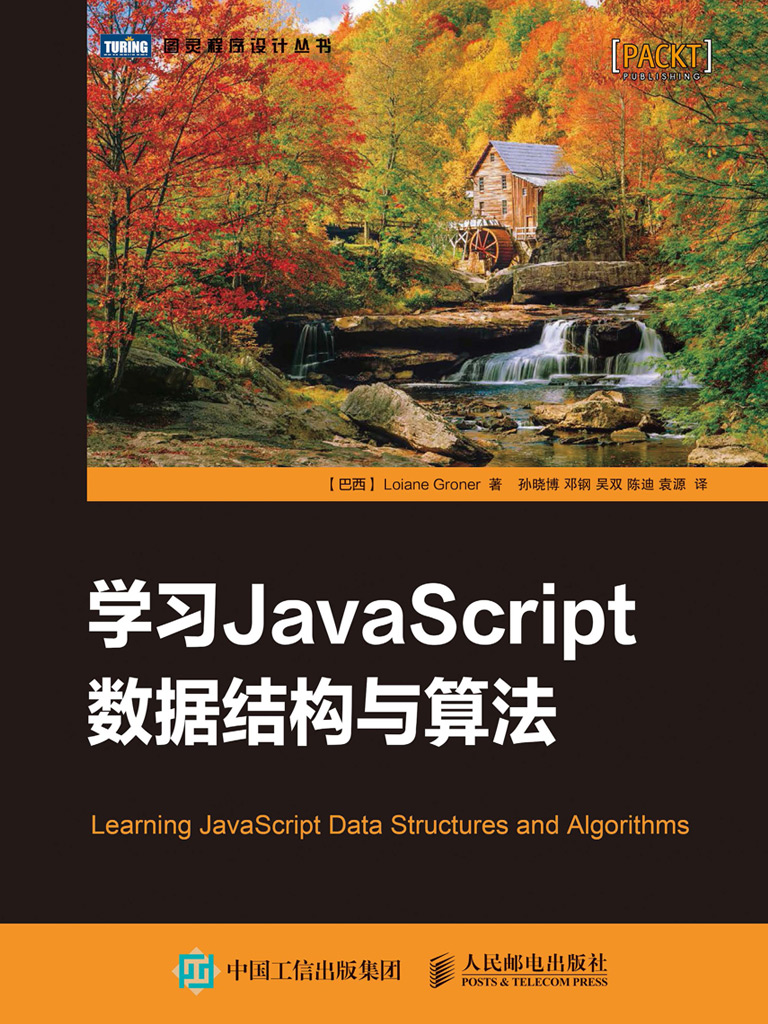 TURING 图灵程序设计丛书
[PACKT]
PUBLISHING
【巴西】 Loiane Groner 著 孙晓博 邓钢 吴双 陈迪 袁源 译
学习JavaScript
数据结构与算法
Learning JavaScript Data Structures and Algorithms
中国工信出版集团
人民邮电出版社
POSTS & TELECOM PRESS